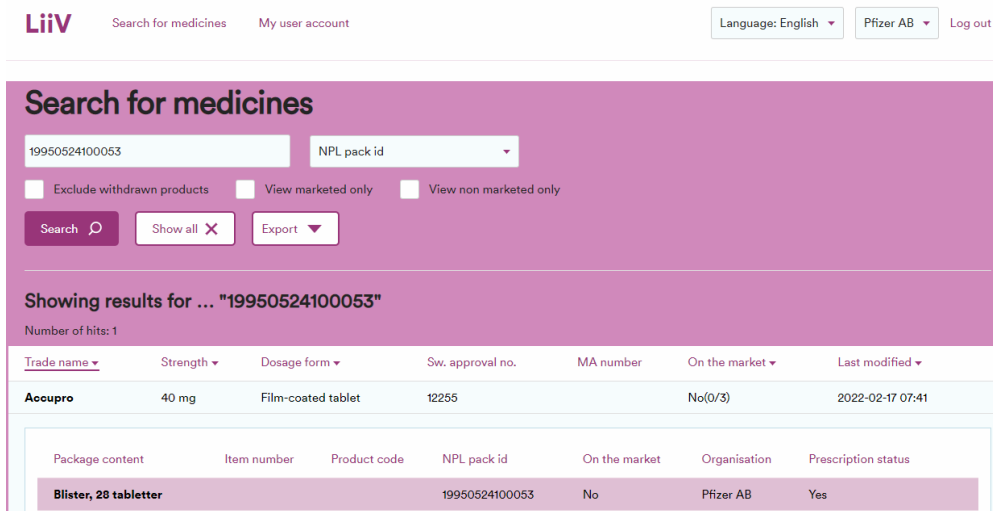 LiiV Search for medicines My user account Language: English Pfizer AB Log out
Search for medicines
19950524100053 NPL pack id
Exclude withdrawn products View marketed only View non marketed only
Search Show all Export
Showing results for ... "19950524100053"
Number of hits: 1
Trade name Strength Dosage form Sw. approval no. MA number On the market Last modified
Accupro 40 mg Film-coated tablet 12255 No(0/3) 2022-02-17 07:41
Package content Item number Product code NPL pack id On the market Organisation Prescription status
Blister, 28 tabletter 19950524100053 No Pfizer AB Yes